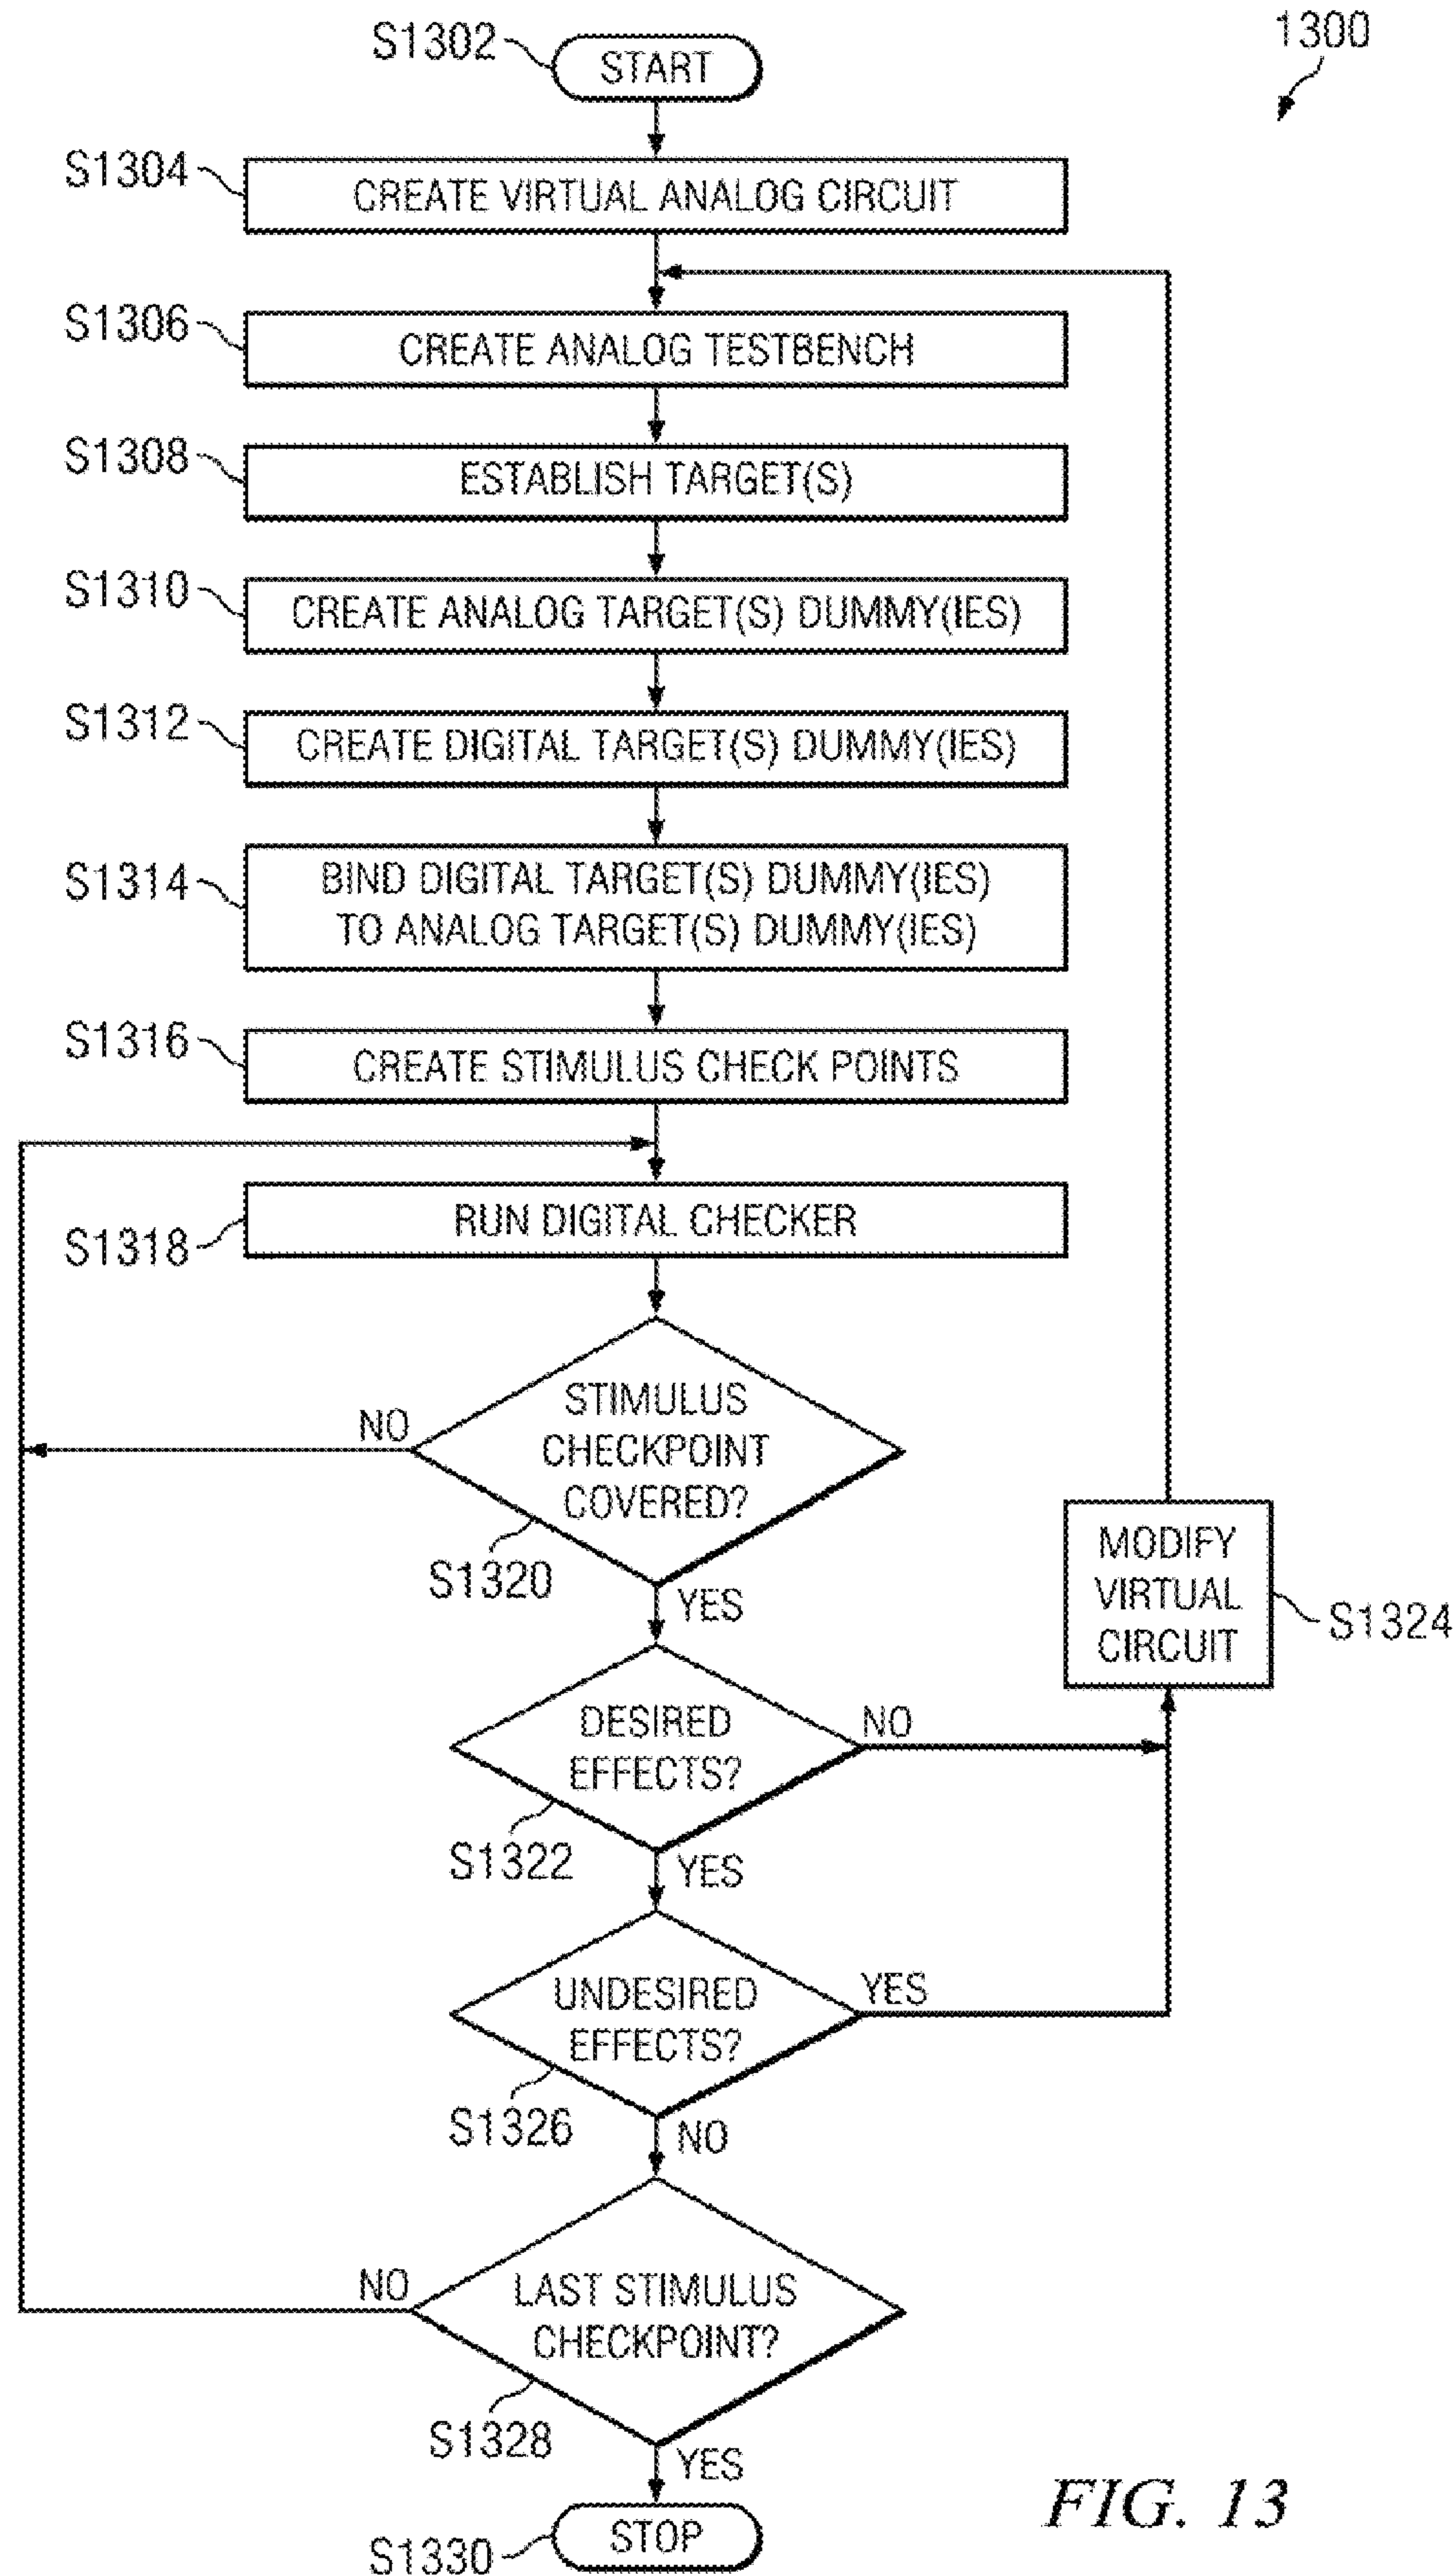 1300
S1302
START
S1304
CREATE VIRTUAL ANALOG CIRCUIT
S1306
CREATE ANALOG TESTBENCH
S1308
ESTABLISH TARGET(S)
S1310
CREATE ANALOG TARGET(S) DUMMY(IES)
S1312
CREATE DIGITAL TARGET(S) DUMMY(IES)
S1314
BIND DIGITAL TARGET(S) DUMMY(IES)
TO ANALOG TARGET(S) DUMMY(IES)
S1316
CREATE STIMULUS CHECK POINTS
S1318
RUN DIGITAL CHECKER
STIMULUS
CHECKPOINT
COVERED?
NO
S1320
YES
MODIFY
VIRTUAL
CIRCUIT
S1324
DESIRED
EFFECTS?
NO
S1322
YES
UNDESIRED
EFFECTS?
YES
S1326
NO
LAST STIMULUS
CHECKPOINT?
NO
S1328
YES
S1330
STOP
FIG. 13